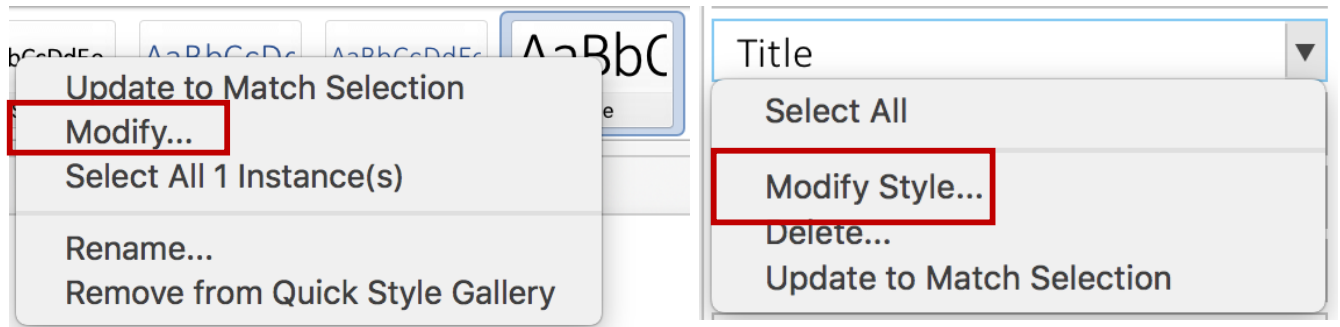 AaBbCcDc
AaBbCcDdEe
AaBbC
Update to Match Selection
Modify...
Select All 1 Instance(s)
Rename...
Remove from Quick Style Gallery
Title
Select All
Modify Style...
Delete...
Update to Match Selection